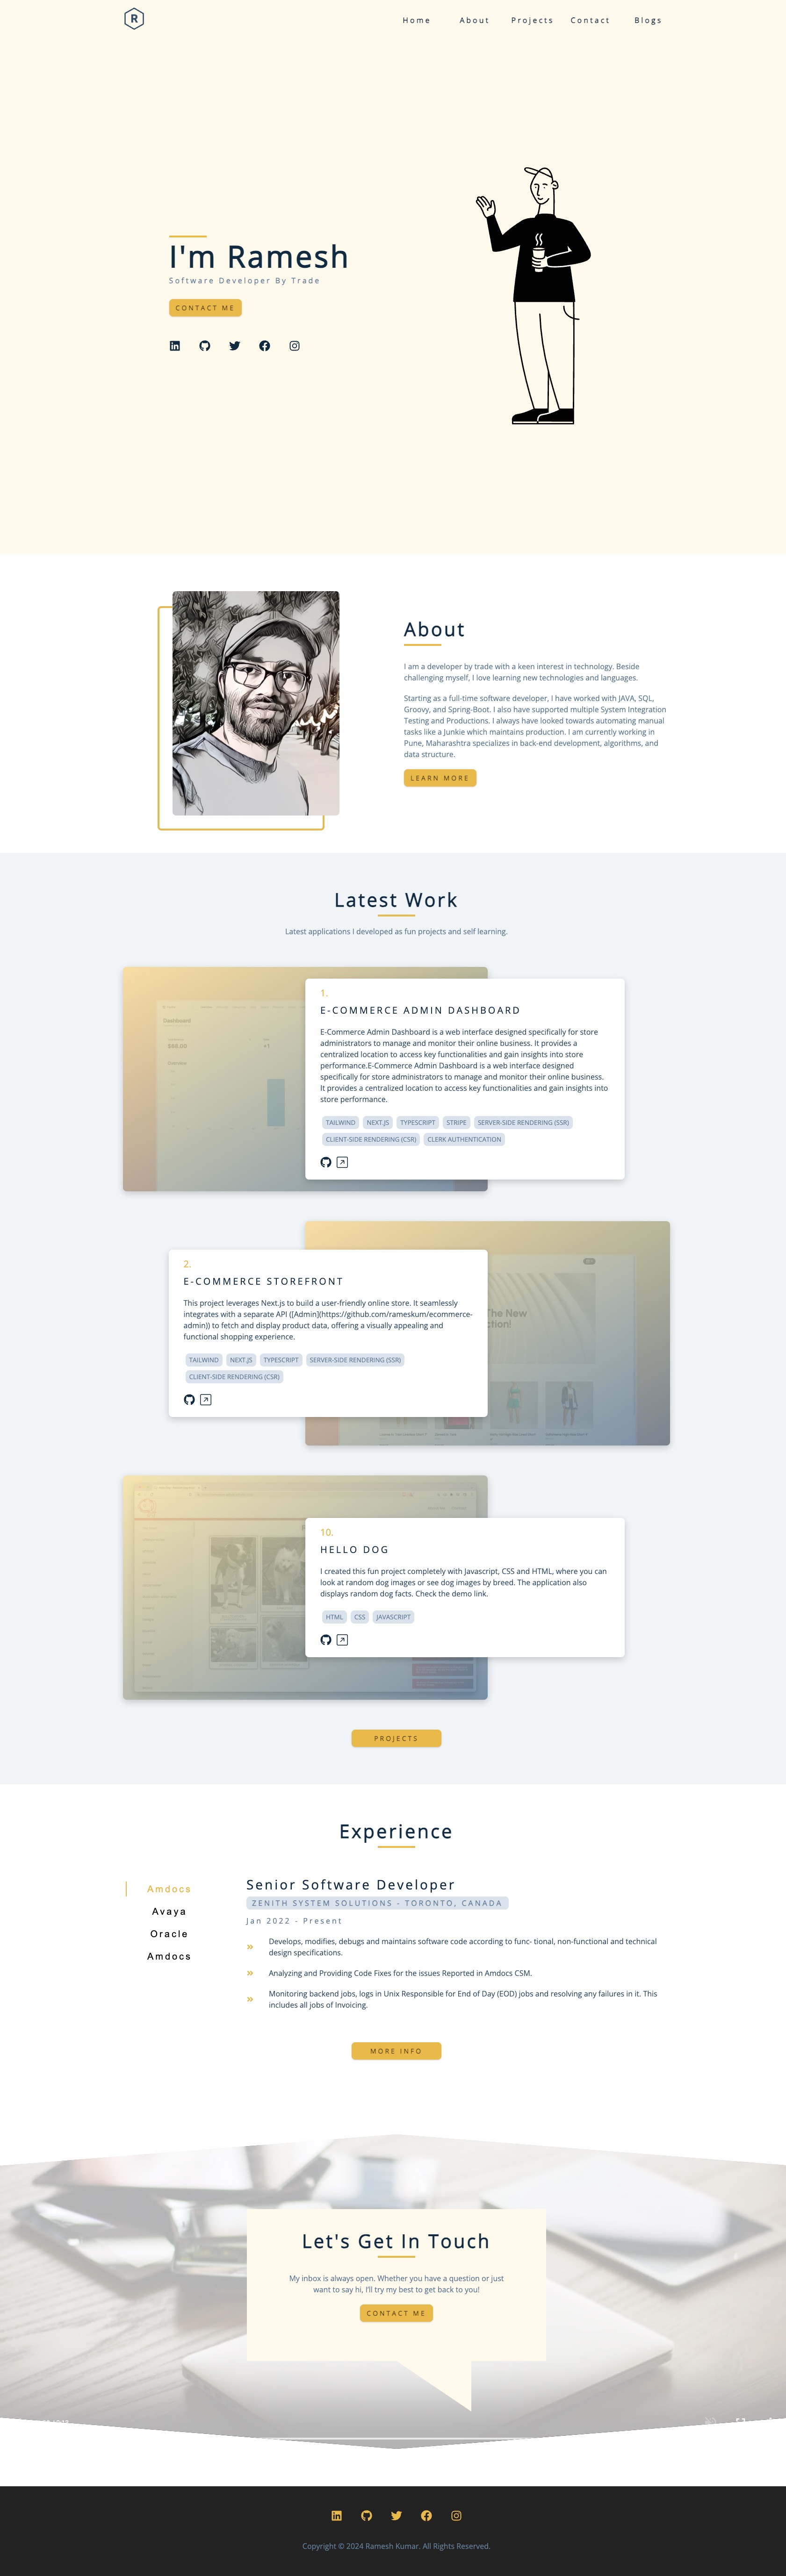 R
Home About Projects Contact Blogs
I'm Ramesh
Software Developer By Trade
CONTACT ME
About
I am a developer by trade with a keen interest in technology. Beside
challenging myself, I love learning new technologies and languages.
Starting as a full-time software developer, I have worked with JAVA, SQL,
Groovy, and Spring-Boot. I also have supported multiple System Integration
Testing and Productions. I always have looked towards automating manual
tasks like a Junkie which maintains production. I am currently working in
Pune, Maharashtra specializes in back-end development, algorithms, and
data structure.
LEARN MORE
Latest Work
Latest applications I developed as fun projects and self learning.
Dashboard
1.
E-COMMERCE ADMIN DASHBOARD
E-Commerce Admin Dashboard is a web interface designed specifically for store
administrators to manage and monitor their online business. It provides a
centralized location to access key functionalities and gain insights into store
performance.E-Commerce Admin Dashboard is a web interface designed
specifically for store administrators to manage and monitor their online business.
It provides a centralized location to access key functionalities and gain insights into
store performance.
TAILWIND NEXT.JS TYPESCRIPT STRIPE SERVER-SIDE RENDERING (SSR)
CLIENT-SIDE RENDERING (CSR) CLERK AUTHENTICATION
The New
2.
E-COMMERCE STOREFRONT
This project leverages Next.js to build a user-friendly online store. It seamlessly
integrates with a separate API ([Admin](https://github.com/rameskum/ecommerce-
admin)) to fetch and display product data, offering a visually appealing and
functional shopping experience.
TAILWIND NEXT.JS TYPESCRIPT SERVER-SIDE RENDERING (SSR)
CLIENT-SIDE RENDERING (CSR)
10.
HELLO DOG
I created this fun project completely with Javascript, CSS and HTML, where you can
look at random dog images or see dog images by breed. The application also
displays random dog facts. Check the demo link.
HTML CSS JAVASCRIPT
PROJECTS
Experience
Amdocs
Avaya
Oracle
Amdocs
Senior Software Developer
ZENITH SYSTEM SOLUTIONS - TORONTO, CANADA
Jan 2022 - Present
Develops, modifies, debugs and maintains software code according to func- tional, non-functional and technical
design specifications.
Analyzing and Providing Code Fixes for the issues Reported in Amdocs CSM.
Monitoring backend jobs, logs in Unix Responsible for End of Day (EOD) jobs and resolving any failures in it. This
includes all jobs of Invoicing.
MORE INFO
Let's Get In Touch
My inbox is always open. Whether you have a question or just
want to say hi, I'll try my best to get back to you!
CONTACT ME
Copyright © 2024 Ramesh Kumar. All Rights Reserved.